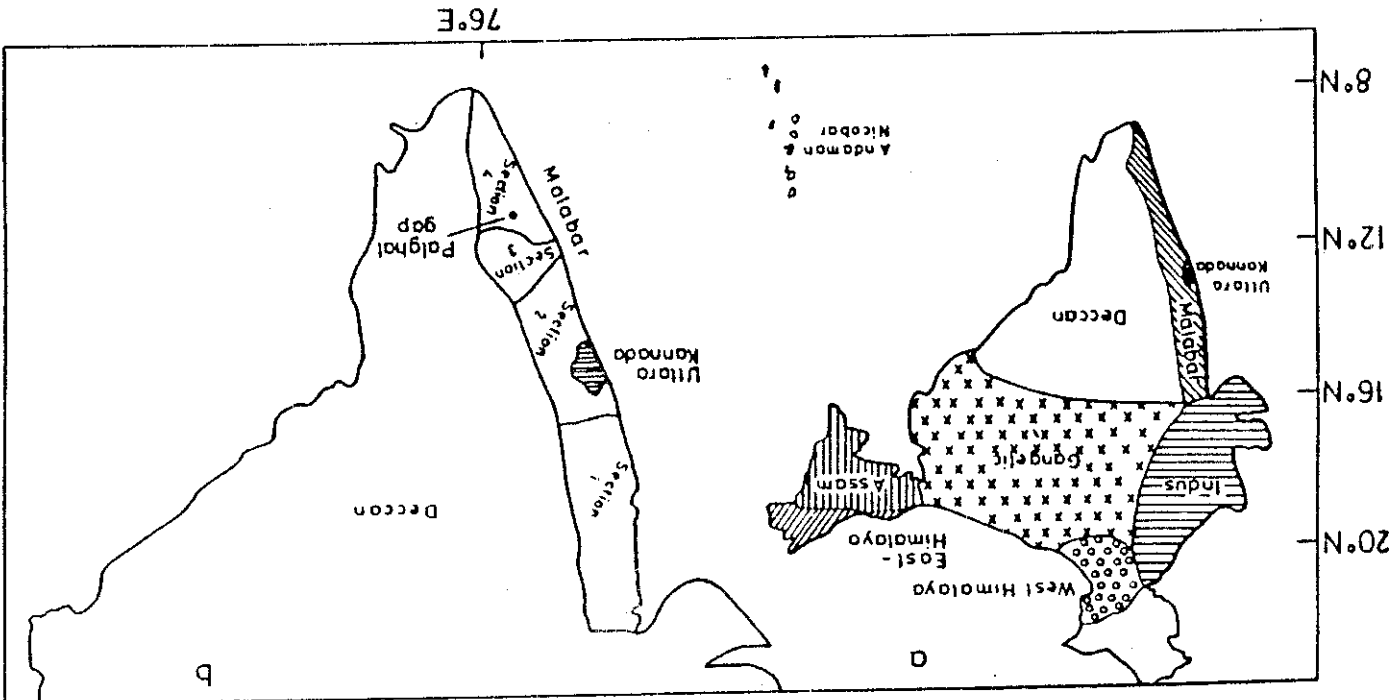 a
West Himalaya
20°N
East-
Himalaya
Indus
Gangetic
Assam
16°N
Malabar
Deccan
Uttara
Kannada
12°N
Andaman
Nicobar
8°N
b
Deccan
Section
1
Uttara
Kannada
Section
2
Section
3
Palghat
gap
Malabar
Section
4
76°E